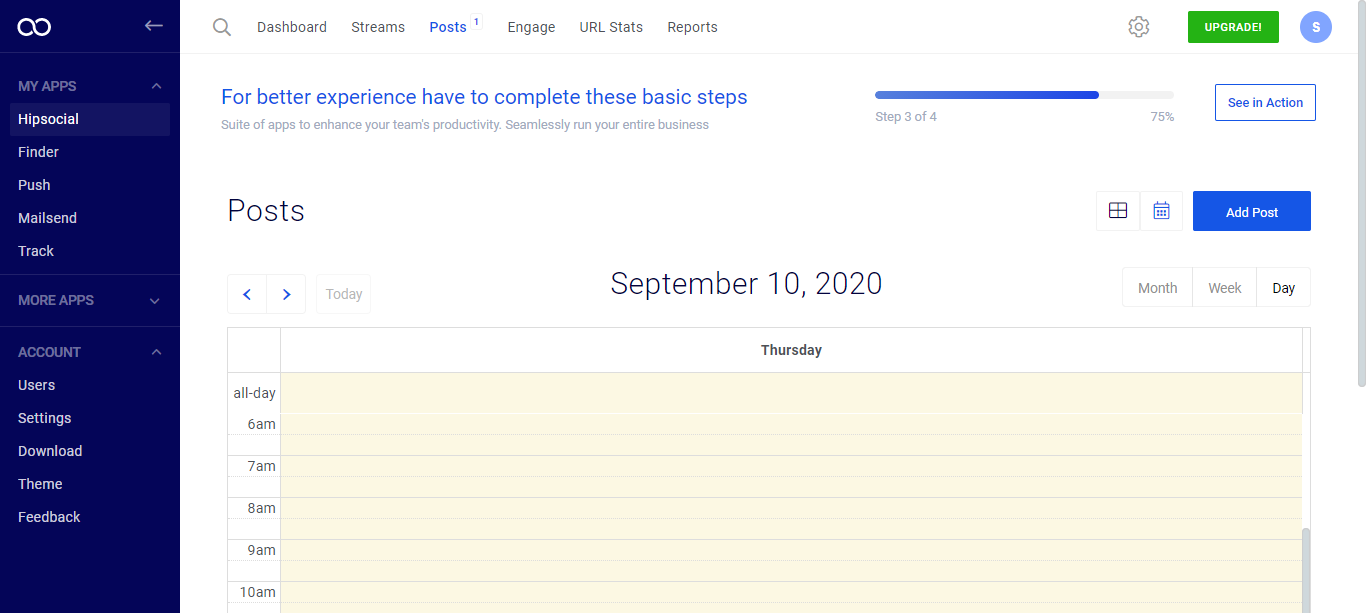 MY APPS
Hipsocial
Finder
Push
Mailsend
Track
MORE APPS
ACCOUNT
Users
Settings
Download
Theme
Feedback
Dashboard Streams Posts 1 Engage URL Stats Reports UPGRADE! S
For better experience have to complete these basic steps
Suite of apps to enhance your team's productivity. Seamlessly run your entire business
Step 3 of 4 75%
See in Action
Posts
Add Post
Today September 10, 2020 Month Week Day
Thursday
all-day
6am
7am
8am
9am
10am